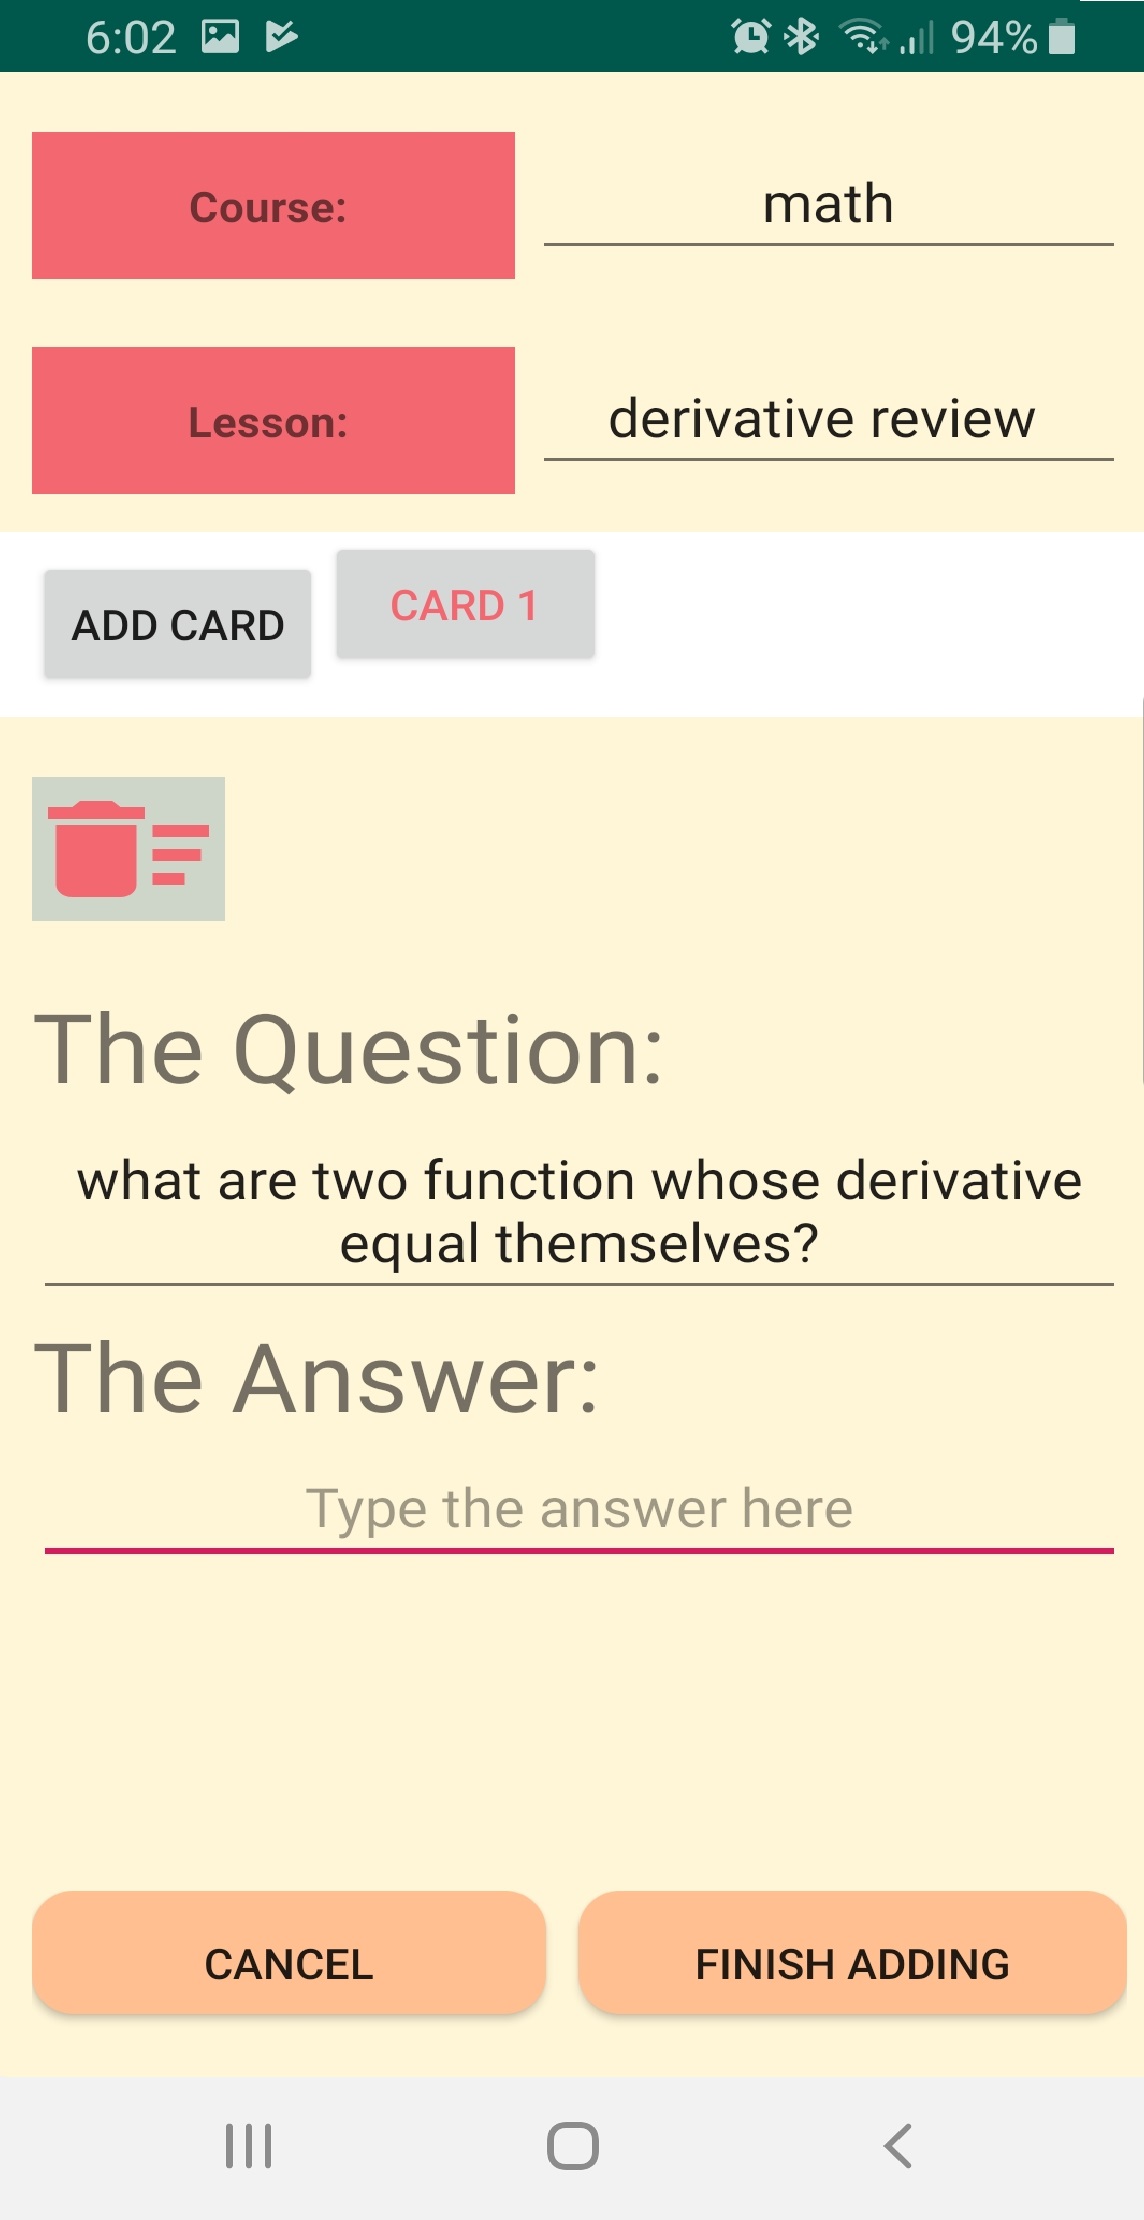 6:02 94%
Course: math
Lesson: derivative review
ADD CARD CARD 1
The Question:
what are two function whose derivative
equal themselves?
The Answer:
Type the answer here
CANCEL FINISH ADDING